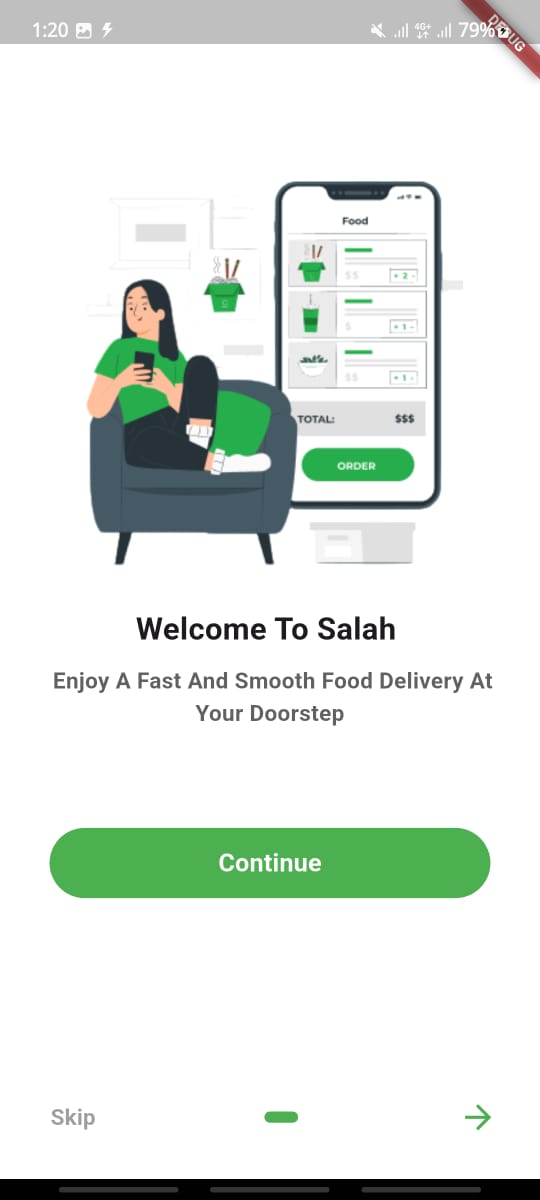 1:20
4G+
79%
DEBUG
Food
$$
+ 2 -
$
+ 1 -
$$
+ 1 -
TOTAL: $$$
ORDER
Welcome To Salah
Enjoy A Fast And Smooth Food Delivery At
Your Doorstep
Continue
Skip